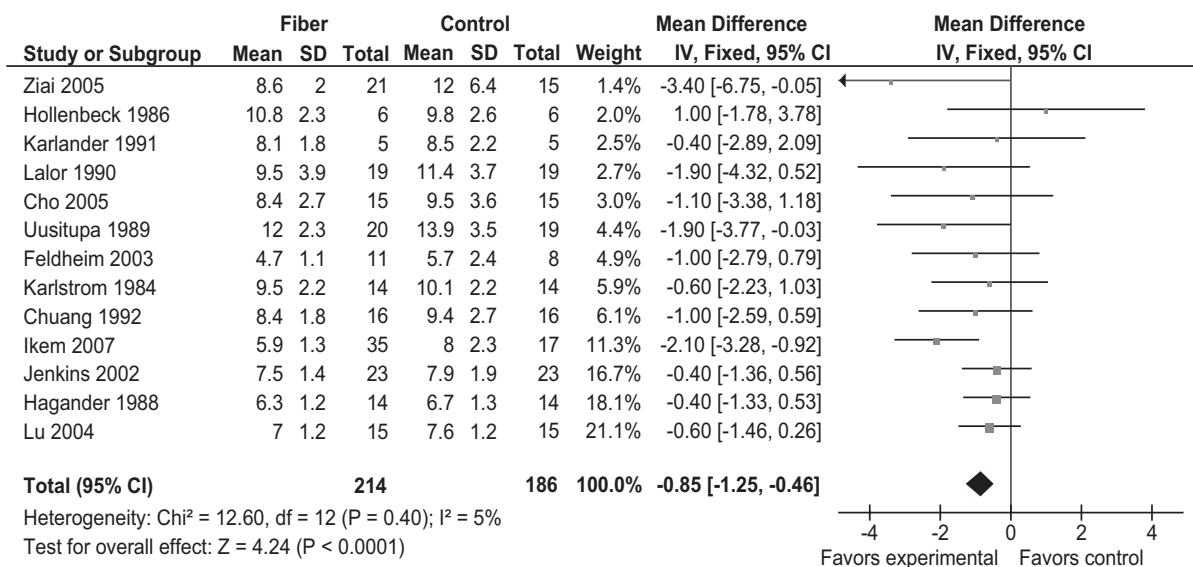 Fiber Control Mean Difference Mean Difference
Study or Subgroup Mean SD Total Mean SD Total Weight IV, Fixed, 95% CI IV, Fixed, 95% CI
Ziai 2005 8.6 2 21 12 6.4 15 1.4% -3.40 [-6.75, -0.05]
Hollenbeck 1986 10.8 2.3 6 9.8 2.6 6 2.0% 1.00 [-1.78, 3.78]
Karlander 1991 8.1 1.8 5 8.5 2.2 5 2.5% -0.40 [-2.89, 2.09]
Lalor 1990 9.5 3.9 19 11.4 3.7 19 2.7% -1.90 [-4.32, 0.52]
Cho 2005 8.4 2.7 15 9.5 3.6 15 3.0% -1.10 [-3.38, 1.18]
Uusitupa 1989 12 2.3 20 13.9 3.5 19 4.4% -1.90 [-3.77, -0.03]
Feldheim 2003 4.7 1.1 11 5.7 2.4 8 4.9% -1.00 [-2.79, 0.79]
Karlstrom 1984 9.5 2.2 14 10.1 2.2 14 5.9% -0.60 [-2.23, 1.03]
Chuang 1992 8.4 1.8 16 9.4 2.7 16 6.1% -1.00 [-2.59, 0.59]
Ikem 2007 5.9 1.3 35 8 2.3 17 11.3% -2.10 [-3.28, -0.92]
Jenkins 2002 7.5 1.4 23 7.9 1.9 23 16.7% -0.40 [-1.36, 0.56]
Hagander 1988 6.3 1.2 14 6.7 1.3 14 18.1% -0.40 [-1.33, 0.53]
Lu 2004 7 1.2 15 7.6 1.2 15 21.1% -0.60 [-1.46, 0.26]
Total (95% CI) 214 186 100.0% -0.85 [-1.25, -0.46]
Heterogeneity: Chi² = 12.60, df = 12 (P = 0.40); I² = 5%
Test for overall effect: Z = 4.24 (P < 0.0001)
-4 -2 0 2 4
Favors experimental Favors control